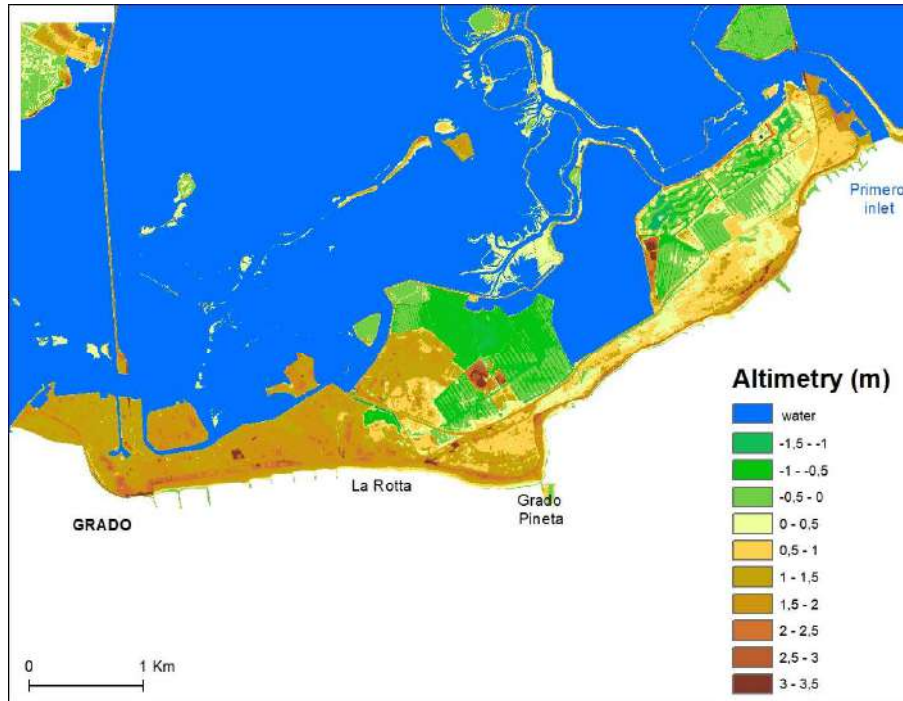 Primero
inlet
Altimetry (m)
water
-1,5 - -1
-1 - -0,5
-0,5 - 0
0 - 0,5
0,5 - 1
1 - 1,5
1,5 - 2
2 - 2,5
2,5 - 3
3 - 3,5
La Rotta
Grado
Pineta
GRADO
0 1 Km